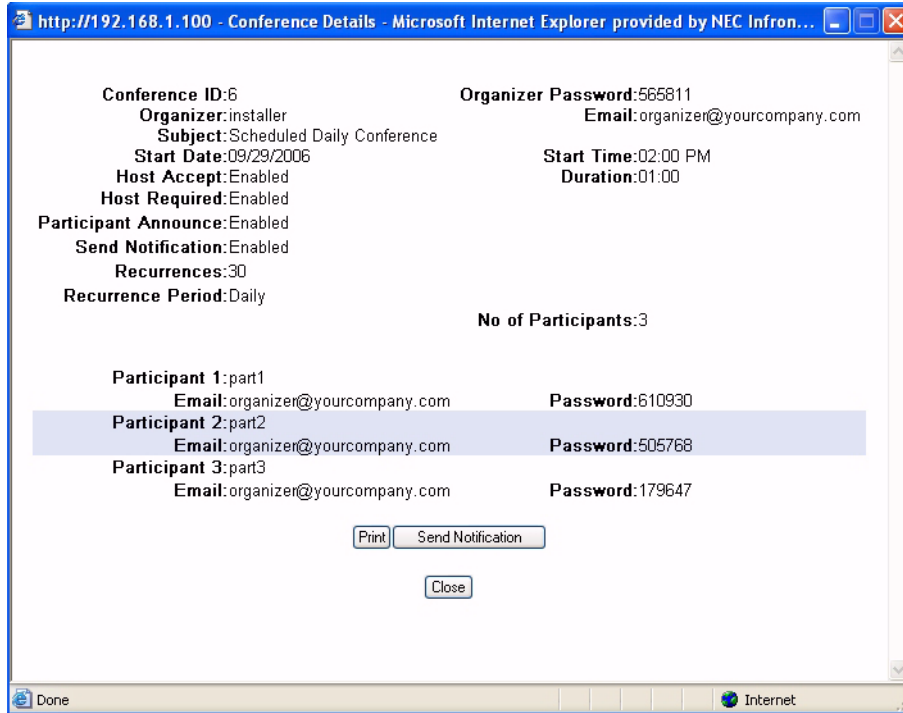 http://192.168.1.100 - Conference Details - Microsoft Internet Explorer provided by NEC Infron...
Conference ID:6 Organizer Password:565811
Organizer:installer Email:organizer@yourcompany.com
Subject:Scheduled Daily Conference
Start Date:09/29/2006 Start Time:02:00 PM
Host Accept:Enabled Duration:01:00
Host Required:Enabled
Participant Announce:Enabled
Send Notification:Enabled
Recurrences:30
Recurrence Period:Daily
No of Participants:3
Participant 1:part1
Email:organizer@yourcompany.com Password:610930
Participant 2:part2
Email:organizer@yourcompany.com Password:505768
Participant 3:part3
Email:organizer@yourcompany.com Password:179647
Print Send Notification
Close
Done Internet